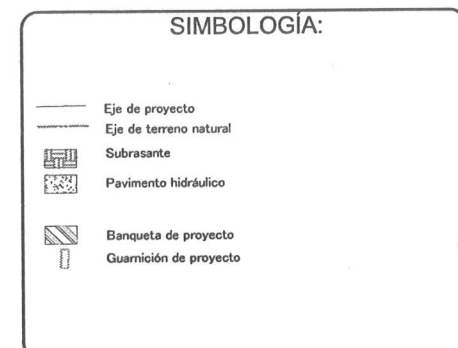 SIMBOLOGÍA:
Eje de proyecto
Eje de terreno natural
Subrasante
Pavimento hidráulico
Banqueta de proyecto
Guarnición de proyecto